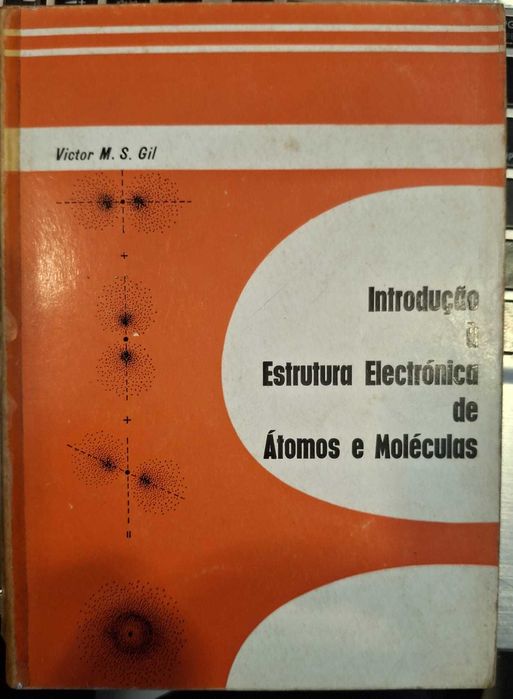 Victor M. S. Gil
+
+
=
Introdução
à
Estrutura Electrónica
de
Átomos e Moléculas